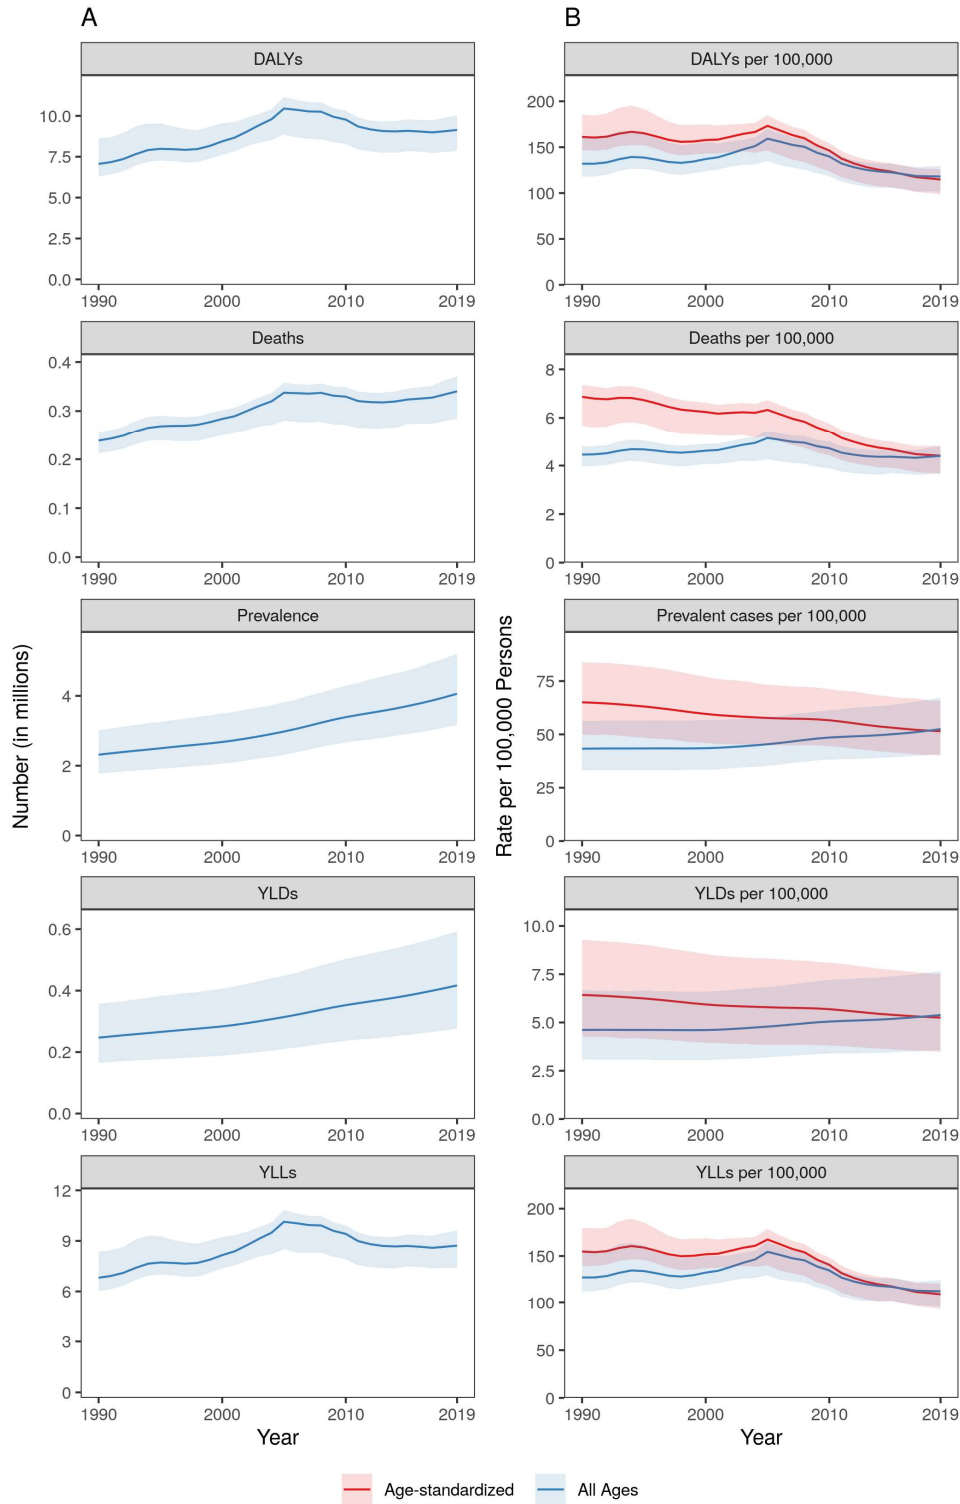 A
B
DALYs
10.0
7.5
5.0
2.5
0.0
1990 2000 2010 2019
DALYs per 100,000
200
150
100
50
0
1990 2000 2010 2019
Deaths
0.4
0.3
0.2
0.1
0.0
1990 2000 2010 2019
Deaths per 100,000
8
6
4
2
0
1990 2000 2010 2019
Number (in millions)
Prevalence
4
2
0
1990 2000 2010 2019
Rate per 100,000 Persons
Prevalent cases per 100,000
75
50
25
0
1990 2000 2010 2019
YLDs
0.6
0.4
0.2
0.0
1990 2000 2010 2019
YLDs per 100,000
10.0
7.5
5.0
2.5
0.0
1990 2000 2010 2019
YLLs
12
9
6
3
0
1990 2000 2010 2019
Year
YLLs per 100,000
200
150
100
50
0
1990 2000 2010 2019
Year
Age-standardized
All Ages